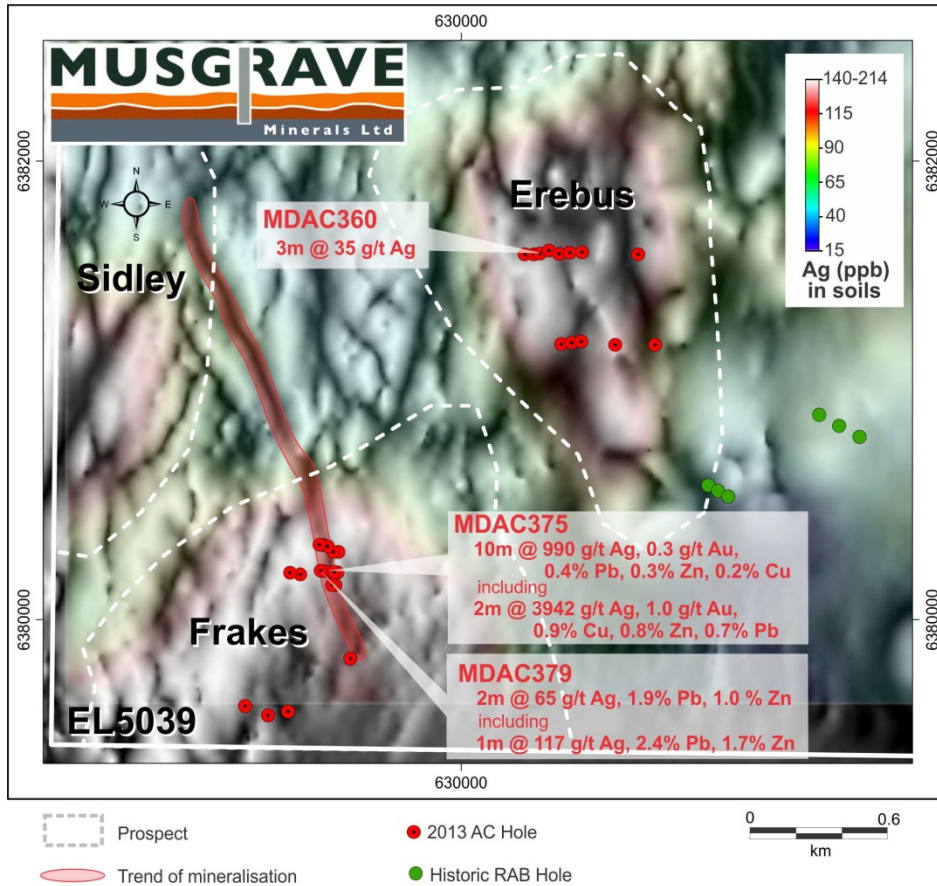 630000
MUSGRAVE
Minerals Ltd
140-214
115
90
65
40
15
Ag (ppb)
in soils
6382000
6382000
N
W E
S
Erebus
MDAC360
3m @ 35 g/t Ag
Sidley
MDAC375
10m @ 990 g/t Ag, 0.3 g/t Au,
0.4% Pb, 0.3% Zn, 0.2% Cu
including
2m @ 3942 g/t Ag, 1.0 g/t Au,
0.9% Cu, 0.8% Zn, 0.7% Pb
6380000
6380000
Frakes
MDAC379
2m @ 65 g/t Ag, 1.9% Pb, 1.0 % Zn
including
1m @ 117 g/t Ag, 2.4% Pb, 1.7% Zn
EL5039
630000
Prospect
2013 AC Hole
0 0.6
km
Trend of mineralisation
Historic RAB Hole